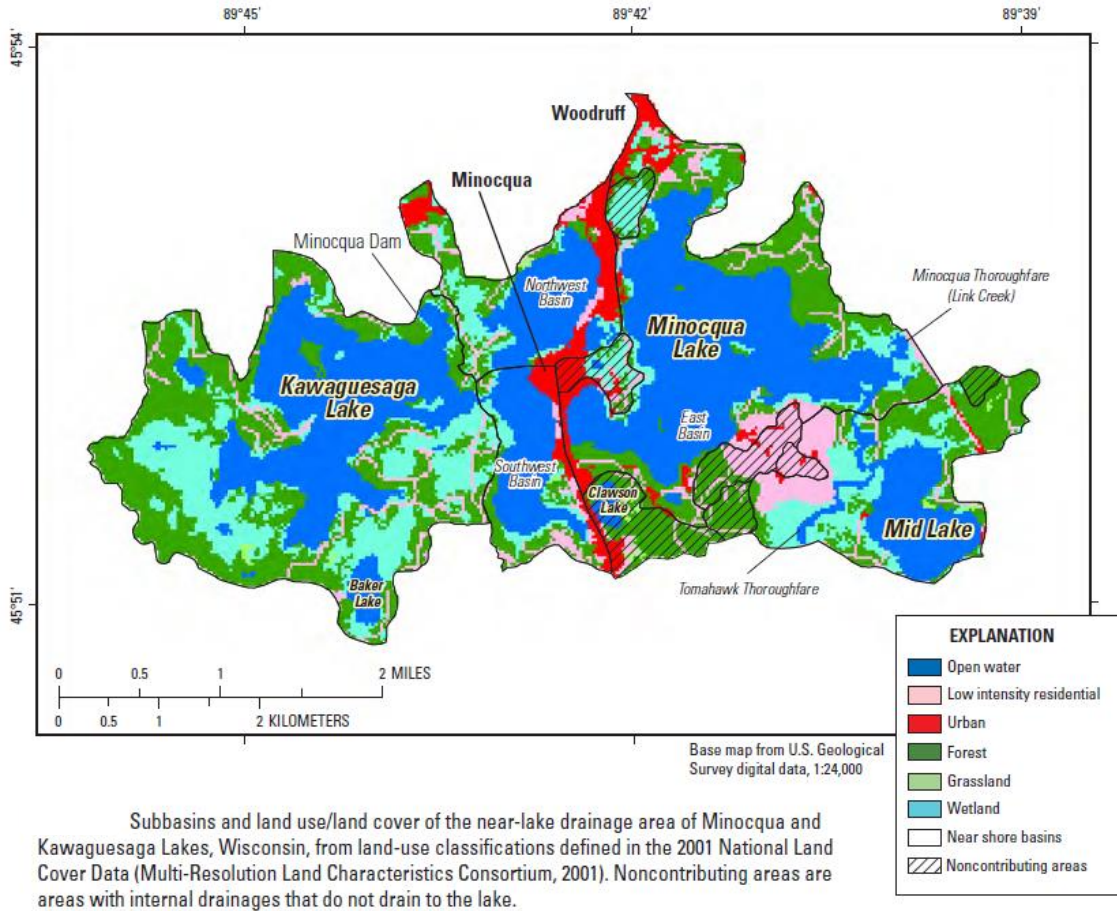 89°45'
89°42'
89°39'
45°54'
Woodruff
Minocqua
Minocqua Dam
Minocqua Thoroughfare
(Link Creek)
Northwest
Basin
Minocqua
Lake
Kawaguesaga
Lake
East
Basin
Southwest
Basin
Clawson
Lake
Mid Lake
Tomahawk Thoroughfare
Baker
Lake
45°51'
0 0.5 1 2 MILES
0 0.5 1 2 KILOMETERS
Base map from U.S. Geological
Survey digital data, 1:24,000
EXPLANATION
Open water
Low intensity residential
Urban
Forest
Grassland
Wetland
Near shore basins
Noncontributing areas
Subbasins and land use/land cover of the near-lake drainage area of Minocqua and
Kawaguesaga Lakes, Wisconsin, from land-use classifications defined in the 2001 National Land
Cover Data (Multi-Resolution Land Characteristics Consortium, 2001). Noncontributing areas are
areas with internal drainages that do not drain to the lake.